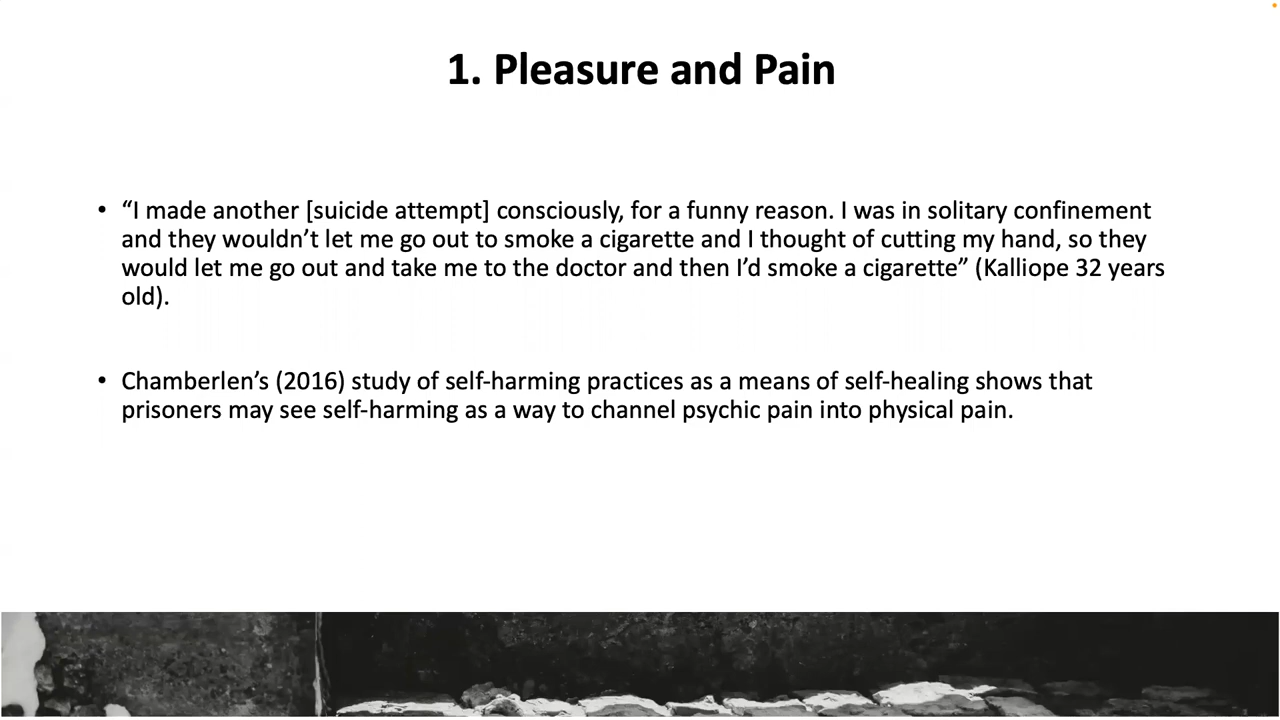 1. Pleasure and Pain
• “I made another [suicide attempt] consciously, for a funny reason. I was in solitary confinement
and they wouldn’t let me go out to smoke a cigarette and I thought of cutting my hand, so they
would let me go out and take me to the doctor and then I’d smoke a cigarette” (Kalliope 32 years
old).
• Chamberlen’s (2016) study of self-harming practices as a means of self-healing shows that
prisoners may see self-harming as a way to channel psychic pain into physical pain.